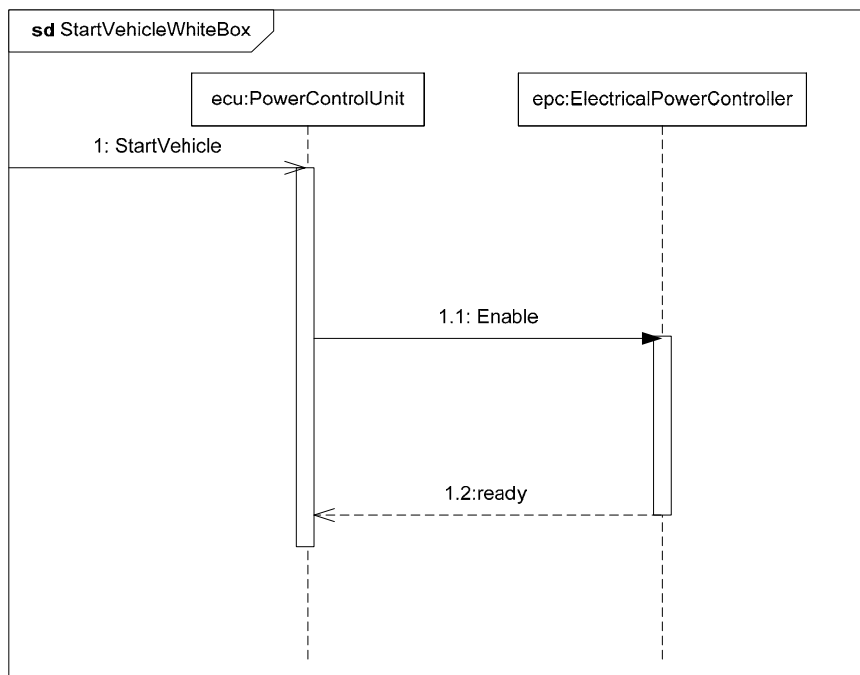 sd StartVehicleWhiteBox
ecu:PowerControlUnit
epc:ElectricalPowerController
1: StartVehicle
1.1: Enable
1.2:ready